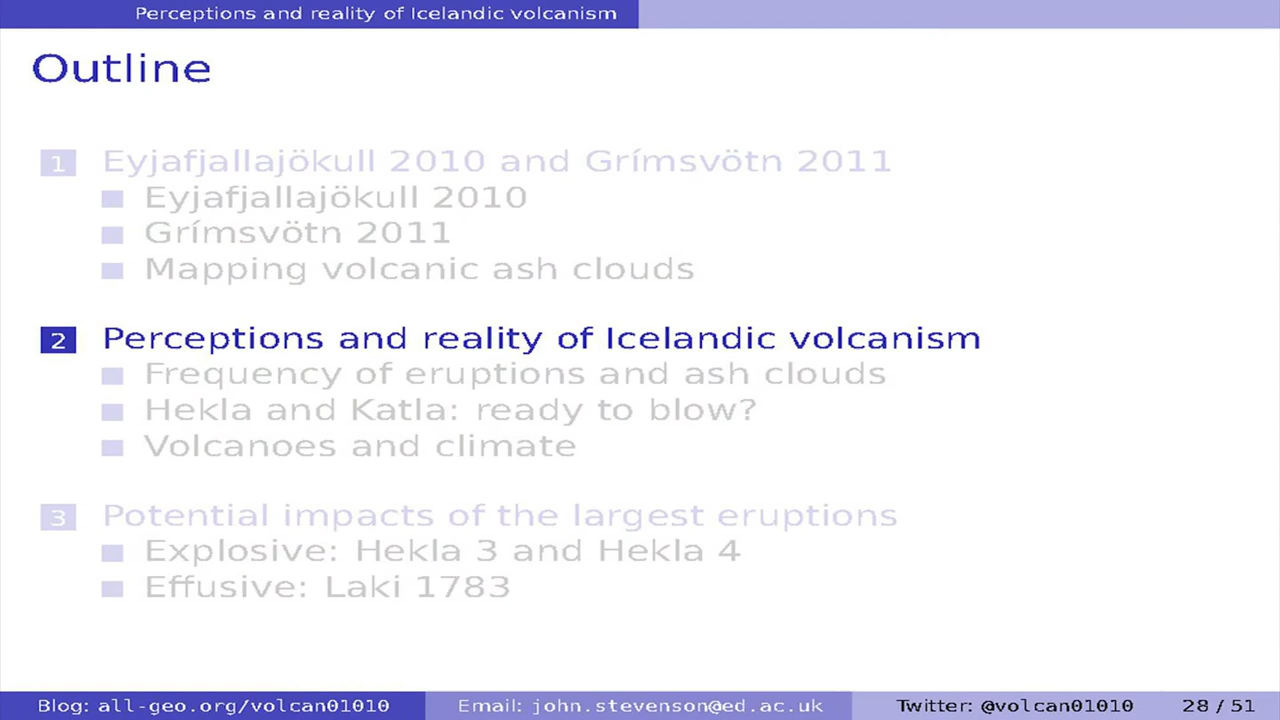 Perceptions and reality of Icelandic volcanism
Outline
1 Eyjafjallajökull 2010 and Grímsvötn 2011
Eyjafjallajökull 2010
Grímsvötn 2011
Mapping volcanic ash clouds
2 Perceptions and reality of Icelandic volcanism
Frequency of eruptions and ash clouds
Hekla and Katla: ready to blow?
Volcanoes and climate
3 Potential impacts of the largest eruptions
Explosive: Hekla 3 and Hekla 4
Effusive: Laki 1783
Blog: all-geo.org/volcan01010 Email: john.stevenson@ed.ac.uk Twitter: @volcan01010 28 / 51